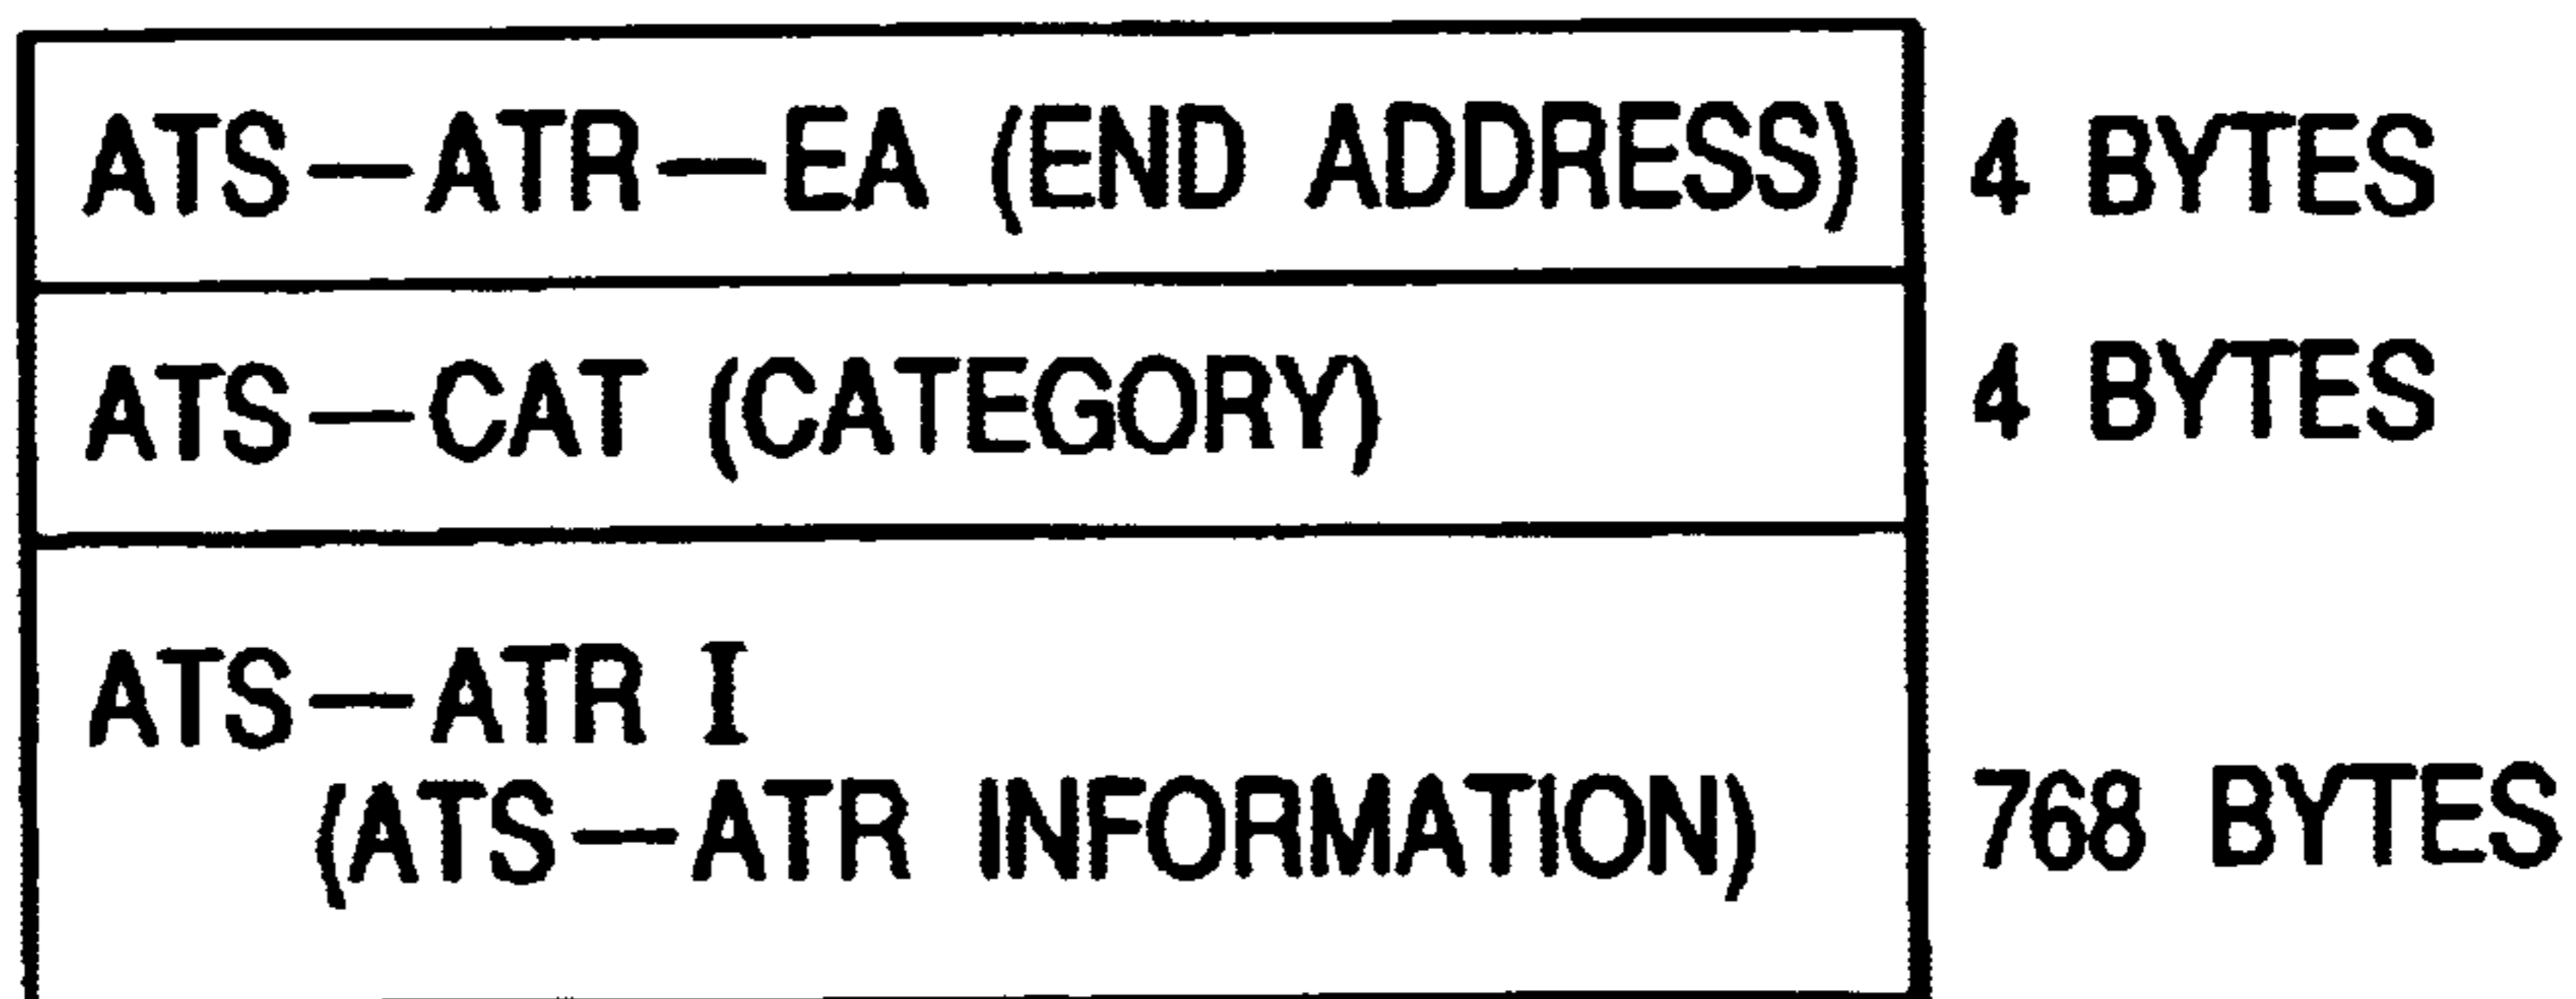 ATS—ATR—EA (END ADDRESS) 4 BYTES
ATS—CAT (CATEGORY) 4 BYTES
ATS—ATR I
(ATS—ATR INFORMATION) 768 BYTES